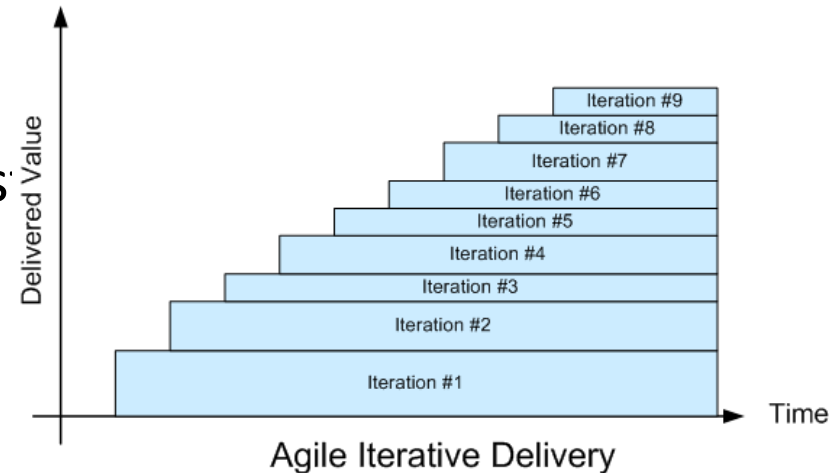 Delivered Value
Iteration #9
Iteration #8
Iteration #7
Iteration #6
Iteration #5
Iteration #4
Iteration #3
Iteration #2
Iteration #1
Time
Agile Iterative Delivery